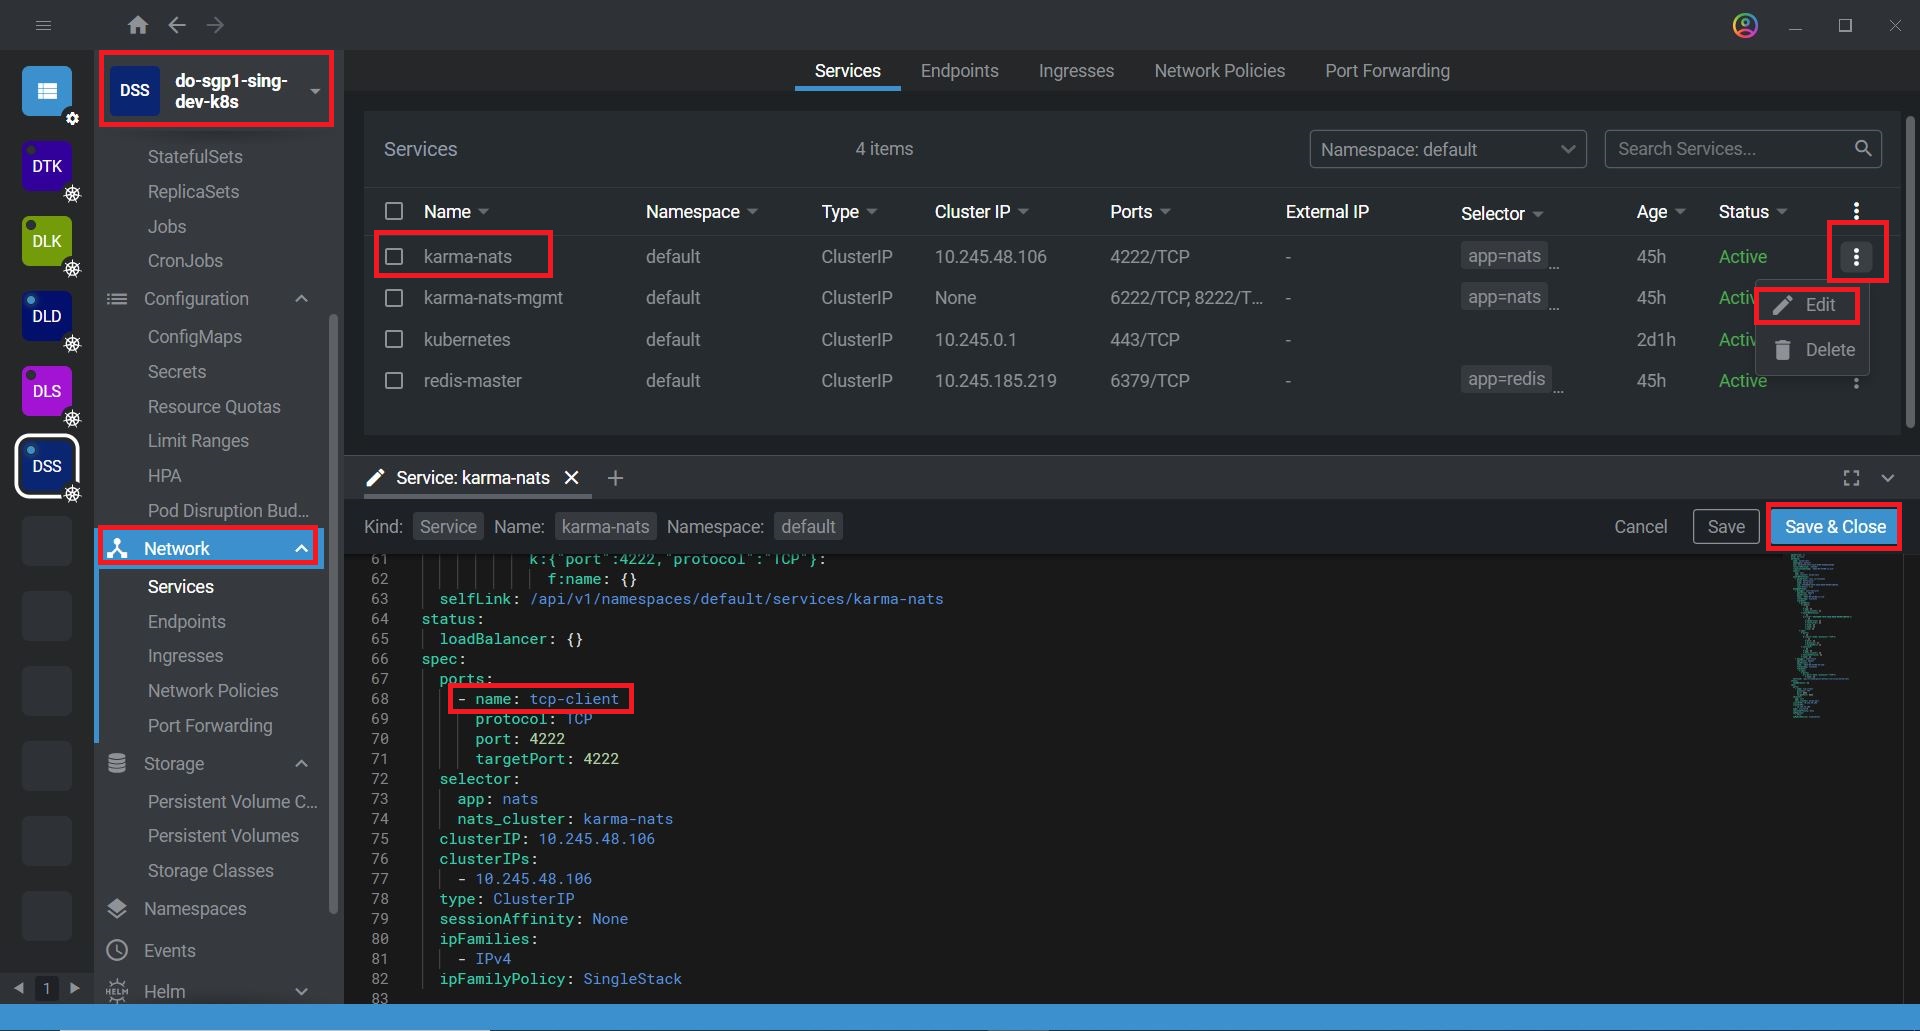 DSS
do-sgp1-sing-
dev-k8s
DTK
DLK
DLD
DLS
DSS
1
StatefulSets
ReplicaSets
Jobs
CronJobs
Configuration
ConfigMaps
Secrets
Resource Quotas
Limit Ranges
HPA
Pod Disruption Bud...
Network
Services
Endpoints
Ingresses
Network Policies
Port Forwarding
Storage
Persistent Volume C...
Persistent Volumes
Storage Classes
Namespaces
Events
HELM
Helm
Services Endpoints Ingresses Network Policies Port Forwarding
Services 4 items Namespace: default Search Services...
Name Namespace Type Cluster IP Ports External IP Selector Age Status
karma-nats default ClusterIP 10.245.48.106 4222/TCP - app=nats ... 45h Active
karma-nats-mgmt default ClusterIP None 6222/TCP, 8222/T... - app=nats ... 45h Activ
kubernetes default ClusterIP 10.245.0.1 443/TCP - 2d1h Activ
redis-master default ClusterIP 10.245.185.219 6379/TCP - app=redis ... 45h Active
Edit
Delete
Service: karma-nats
Kind: Service Name: karma-nats Namespace: default Cancel Save Save & Close
61 k:{"port":4222,"protocol":"TCP"}:
62 f:name: {}
63 selfLink: /api/v1/namespaces/default/services/karma-nats
64 status:
65 loadBalancer: {}
66 spec:
67 ports:
68 - name: tcp-client
69 protocol: TCP
70 port: 4222
71 targetPort: 4222
72 selector:
73 app: nats
74 nats_cluster: karma-nats
75 clusterIP: 10.245.48.106
76 clusterIPs:
77 - 10.245.48.106
78 type: ClusterIP
79 sessionAffinity: None
80 ipFamilies:
81 - IPv4
82 ipFamilyPolicy: SingleStack
83